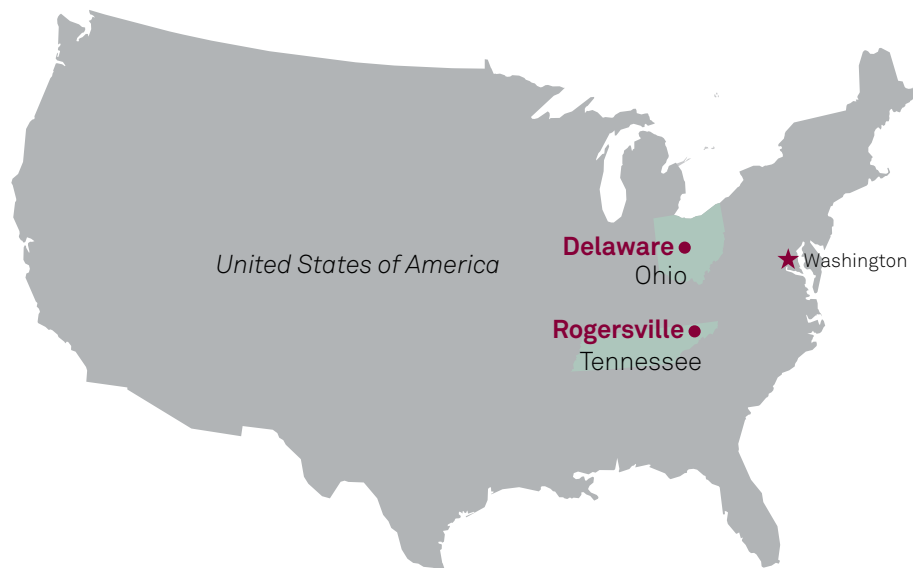 Delaware
Ohio
United States of America
Washington
Rogersville
Tennessee